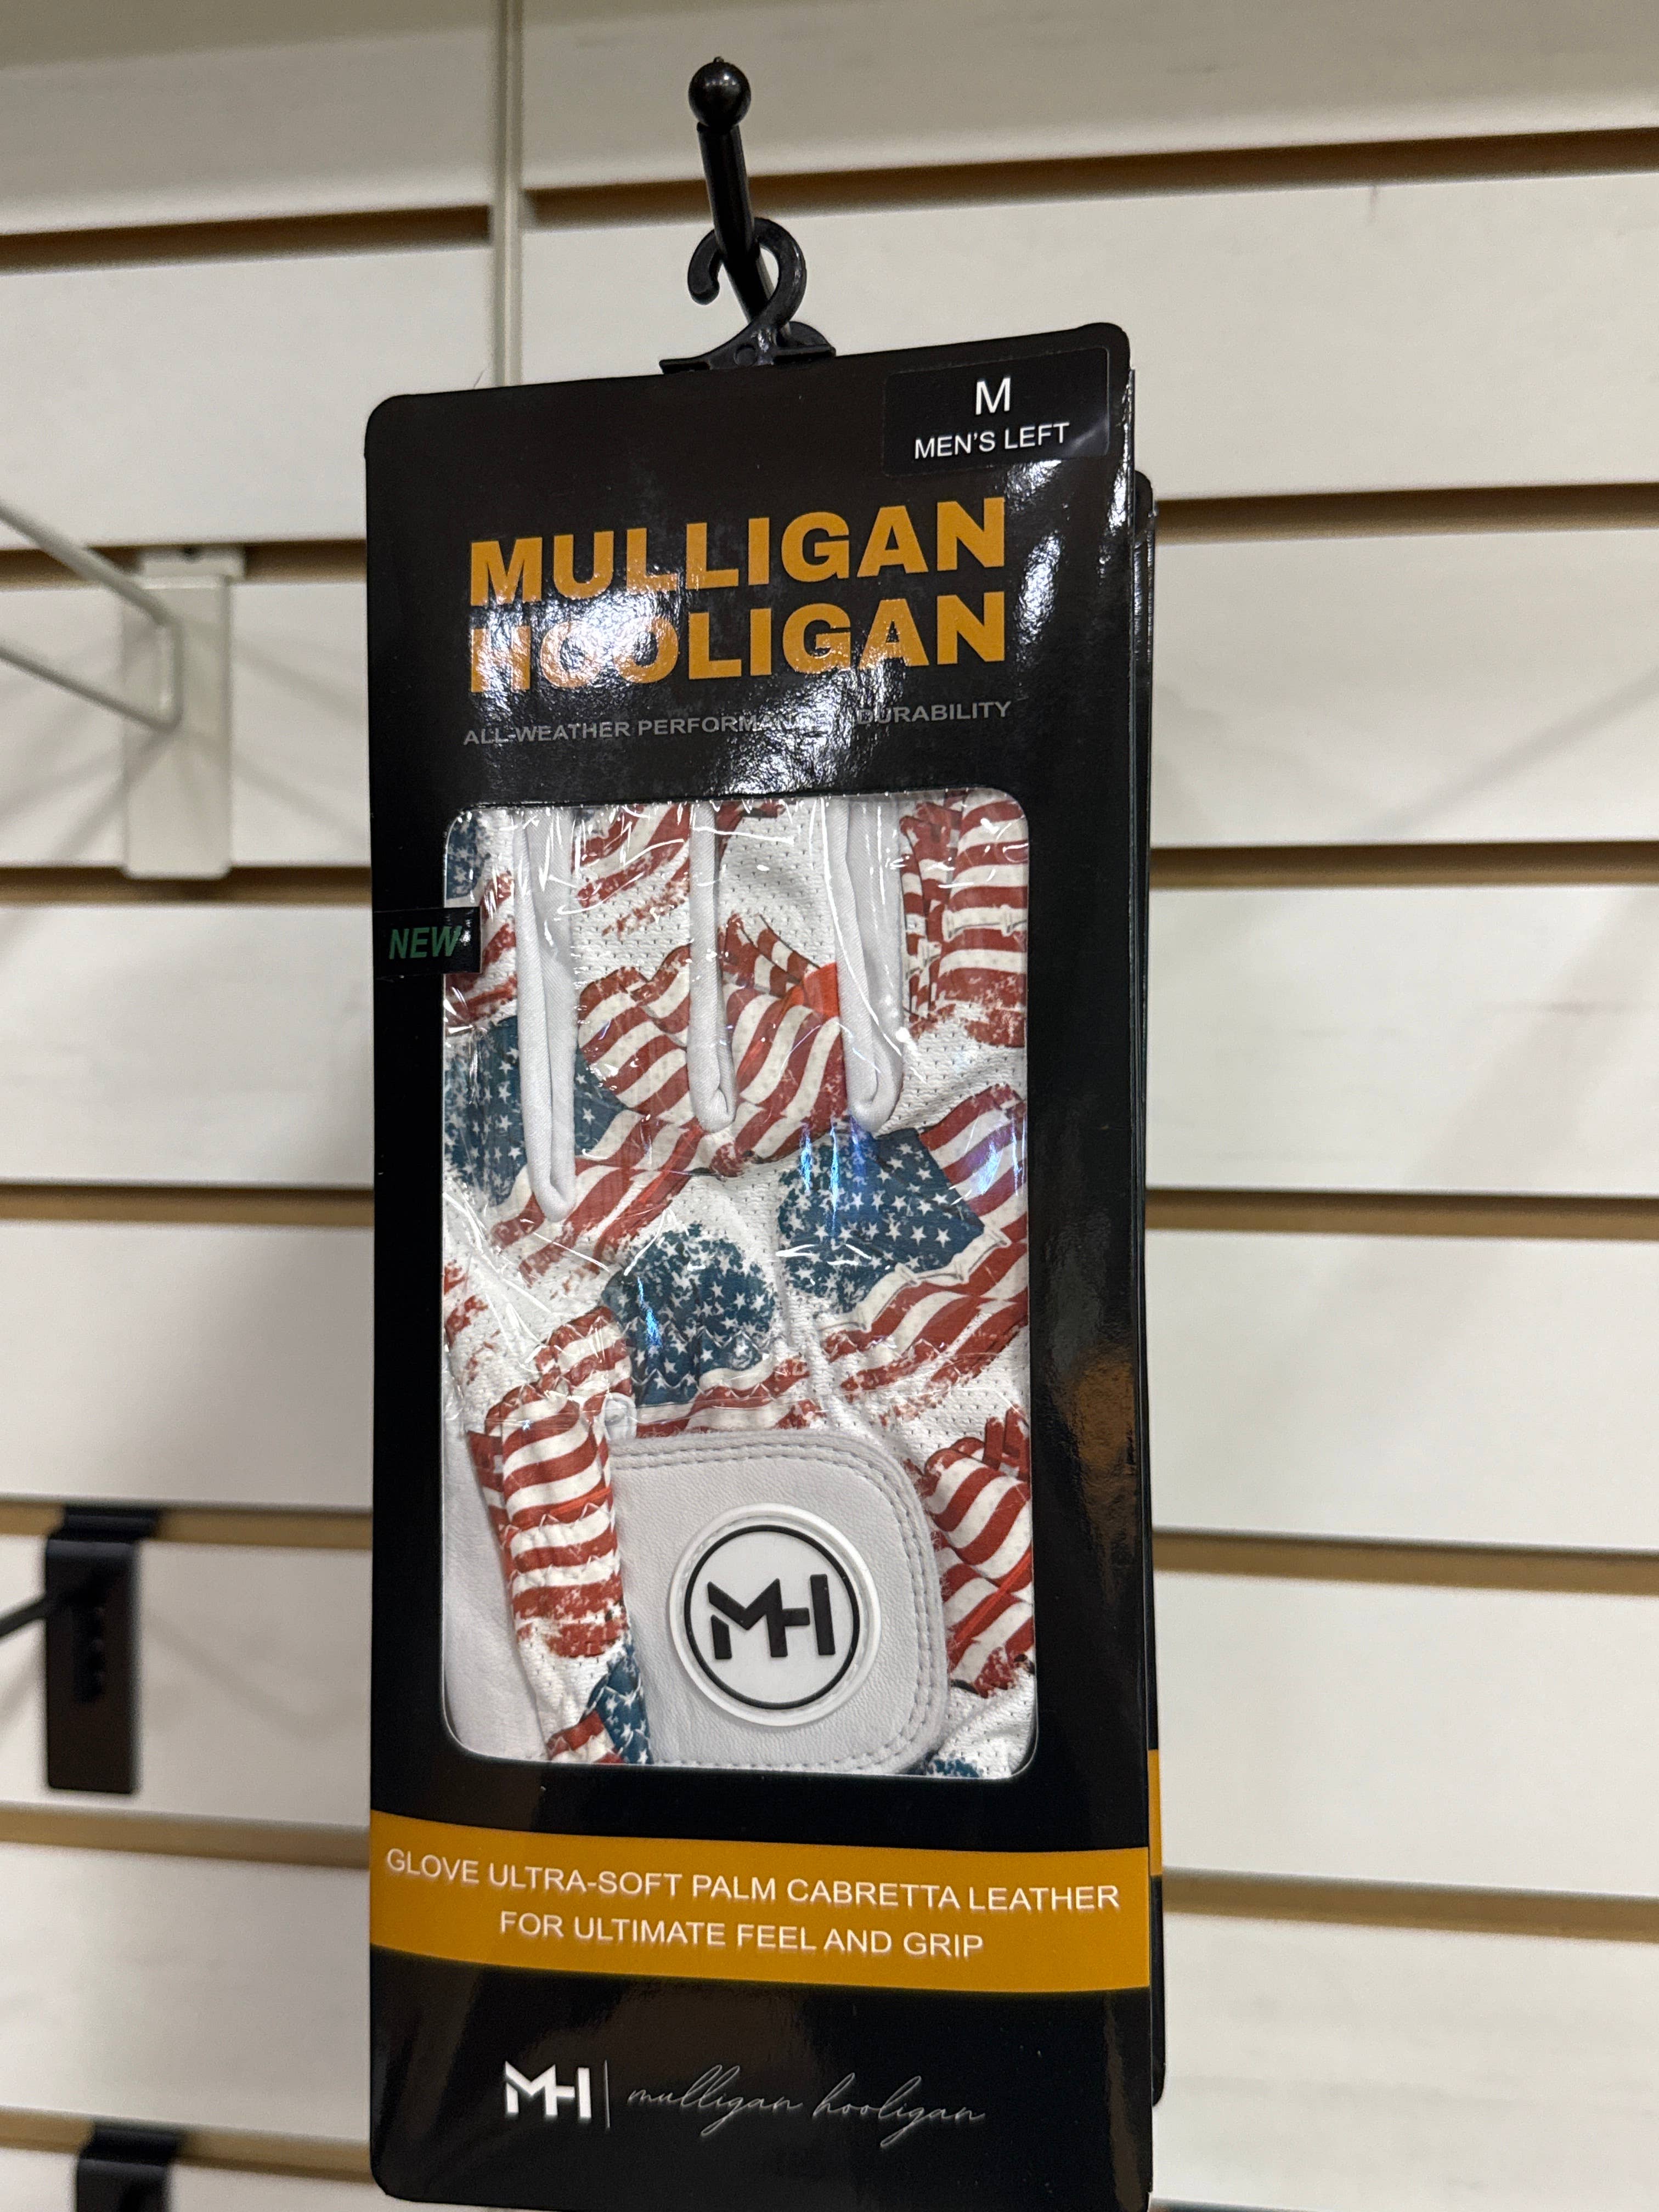 M
MEN'S LEFT
MULLIGAN
HOOLIGAN
ALL-WEATHER PERFORMANCE DURABILITY
NEW
MH
GLOVE ULTRA-SOFT PALM CABRETTA LEATHER
FOR ULTIMATE FEEL AND GRIP
MH | mulligan hooligan